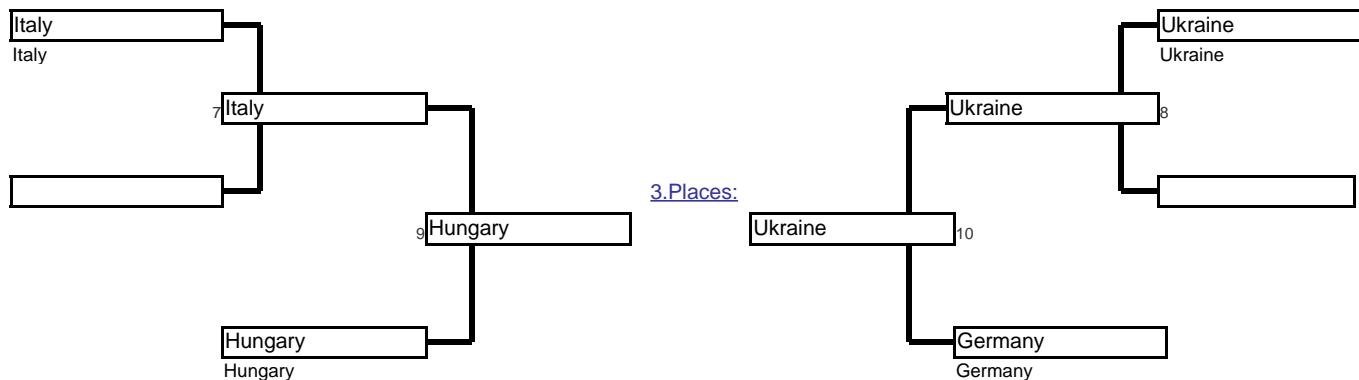 Italy
Italy
Ukraine
Ukraine
7 Italy
Ukraine 8
3.Places:
9 Hungary
Ukraine 10
Hungary
Hungary
Germany
Germany